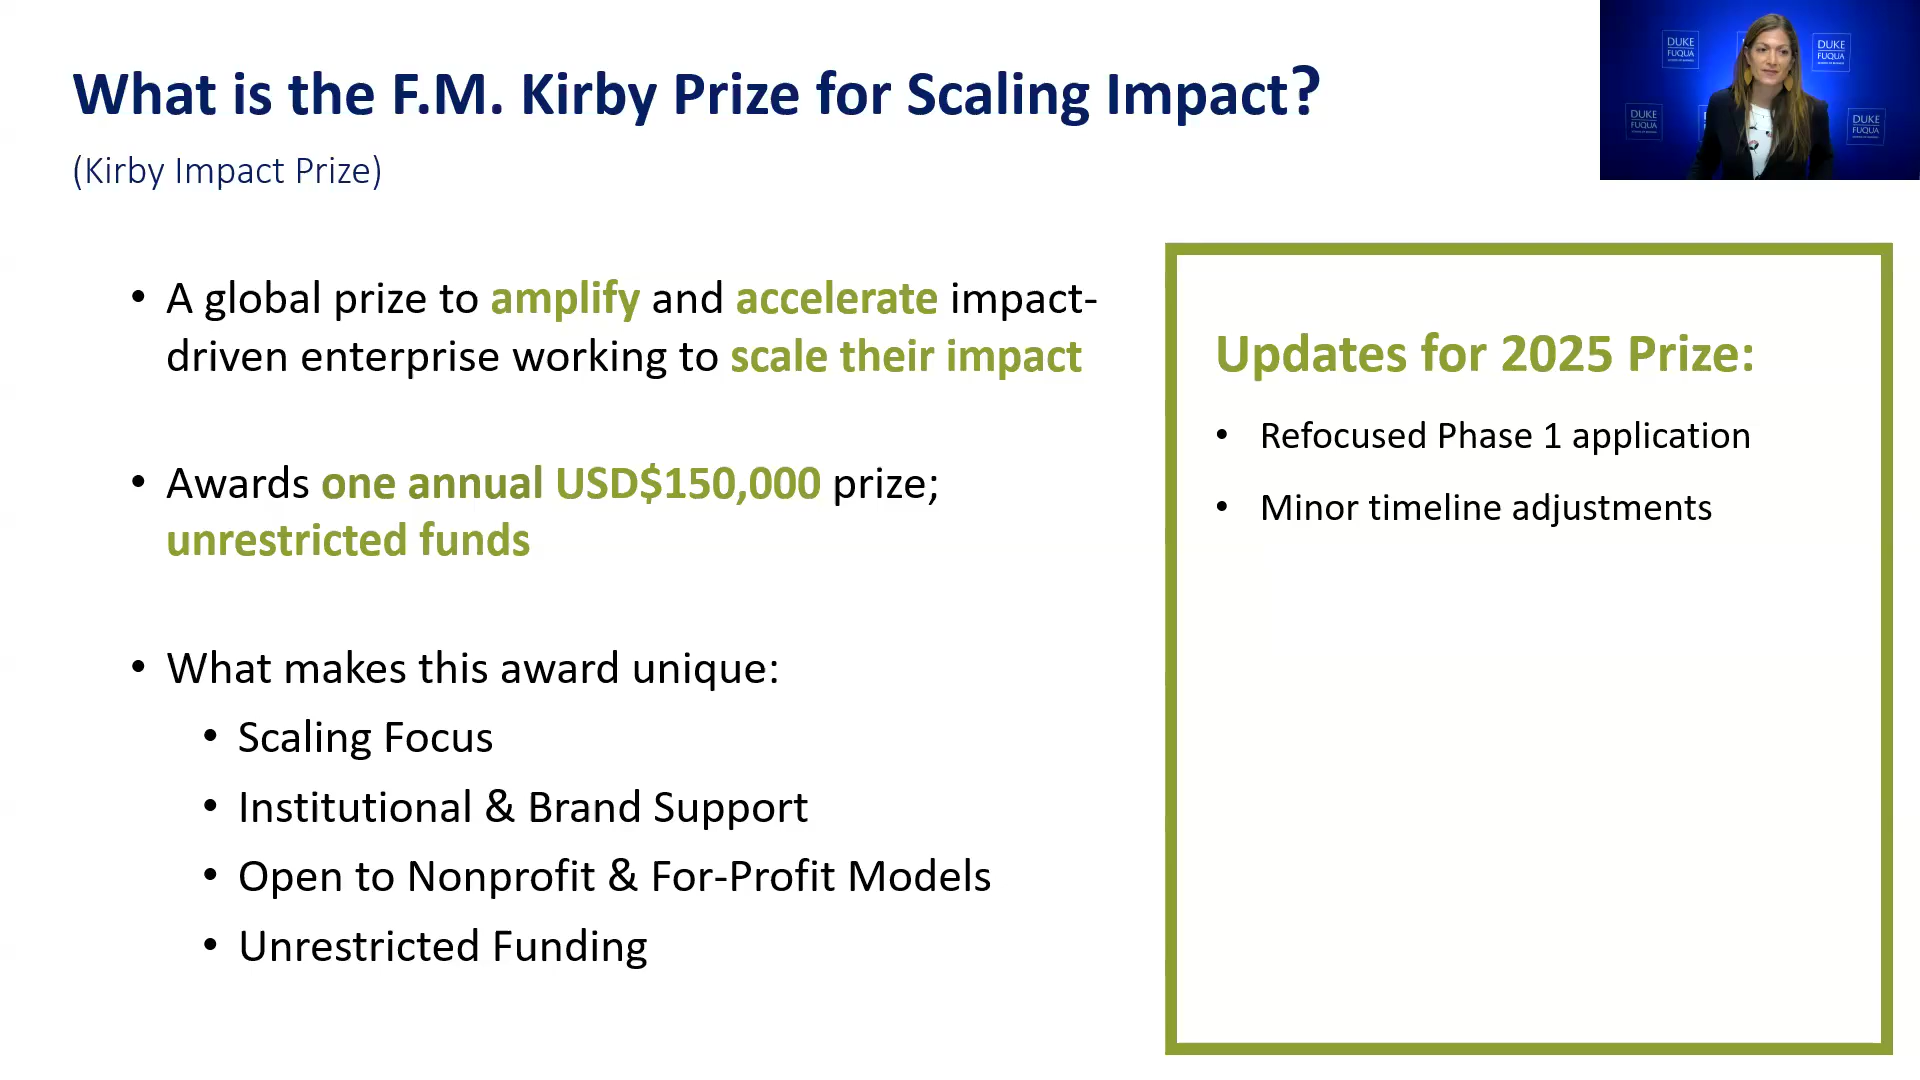 What is the F.M. Kirby Prize for Scaling Impact?
(Kirby Impact Prize)
• A global prize to amplify and accelerate impact-
driven enterprise working to scale their impact
• Awards one annual USD$150,000 prize;
unrestricted funds
• What makes this award unique:
• Scaling Focus
• Institutional & Brand Support
• Open to Nonprofit & For-Profit Models
• Unrestricted Funding
Updates for 2025 Prize:
• Refocused Phase 1 application
• Minor timeline adjustments
DUKE
FUQUA
DUKE
FUQUA
DUKE
FUQUA
DUKE
FUQUA